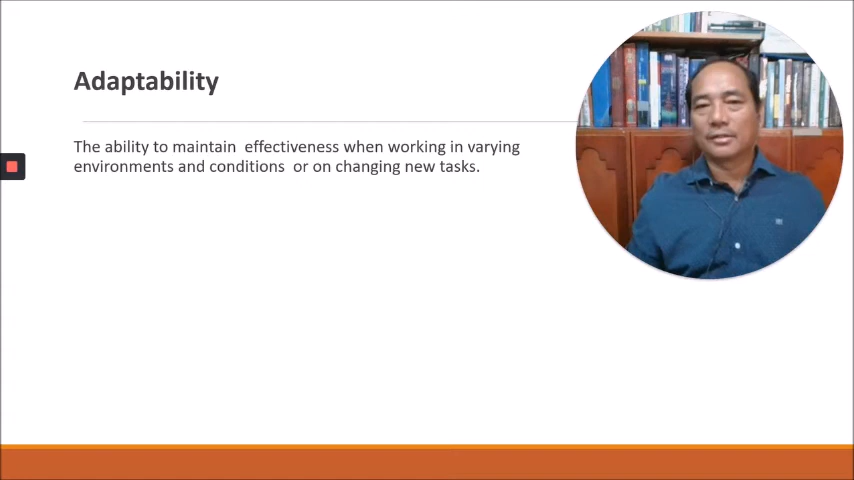 Adaptability
The ability to maintain  effectiveness when working in varying
environments and conditions  or on changing new tasks.